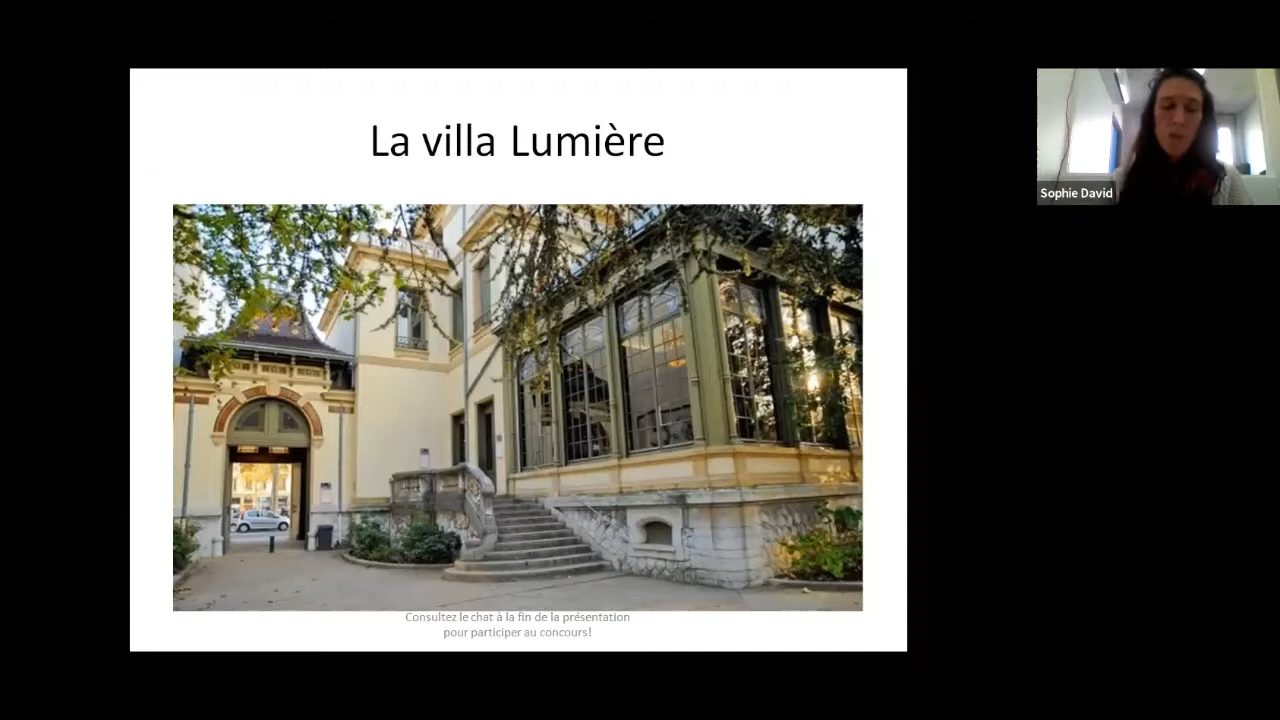 La villa Lumière
Sophie David
Consultez le chat à la fin de la présentation
pour participer au concours!